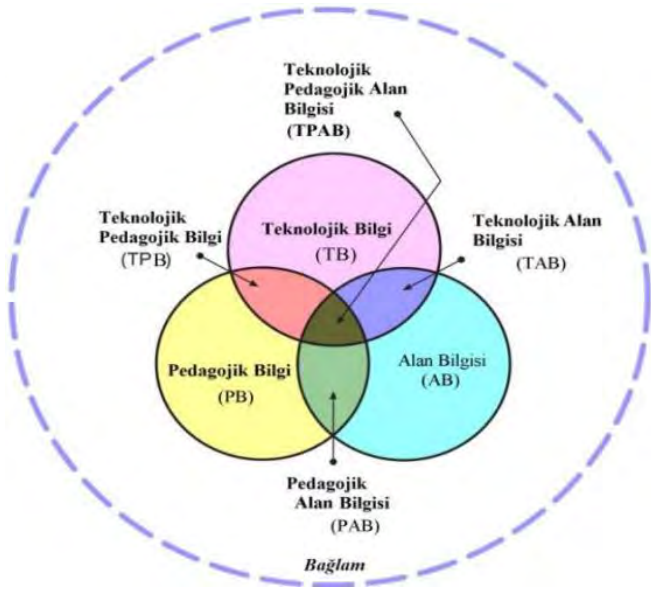 Teknolojik
Pedagojik Alan
Bilgisi
(TPAB)
Teknolojik
Pedagojik Bilgi
(TPB)
Teknolojik Bilgi
(TB)
Teknolojik Alan
Bilgisi
(TAB)
Pedagojik Bilgi
(PB)
Alan Bilgisi
(AB)
Pedagojik
Alan Bilgisi
(PAB)
Bağlam